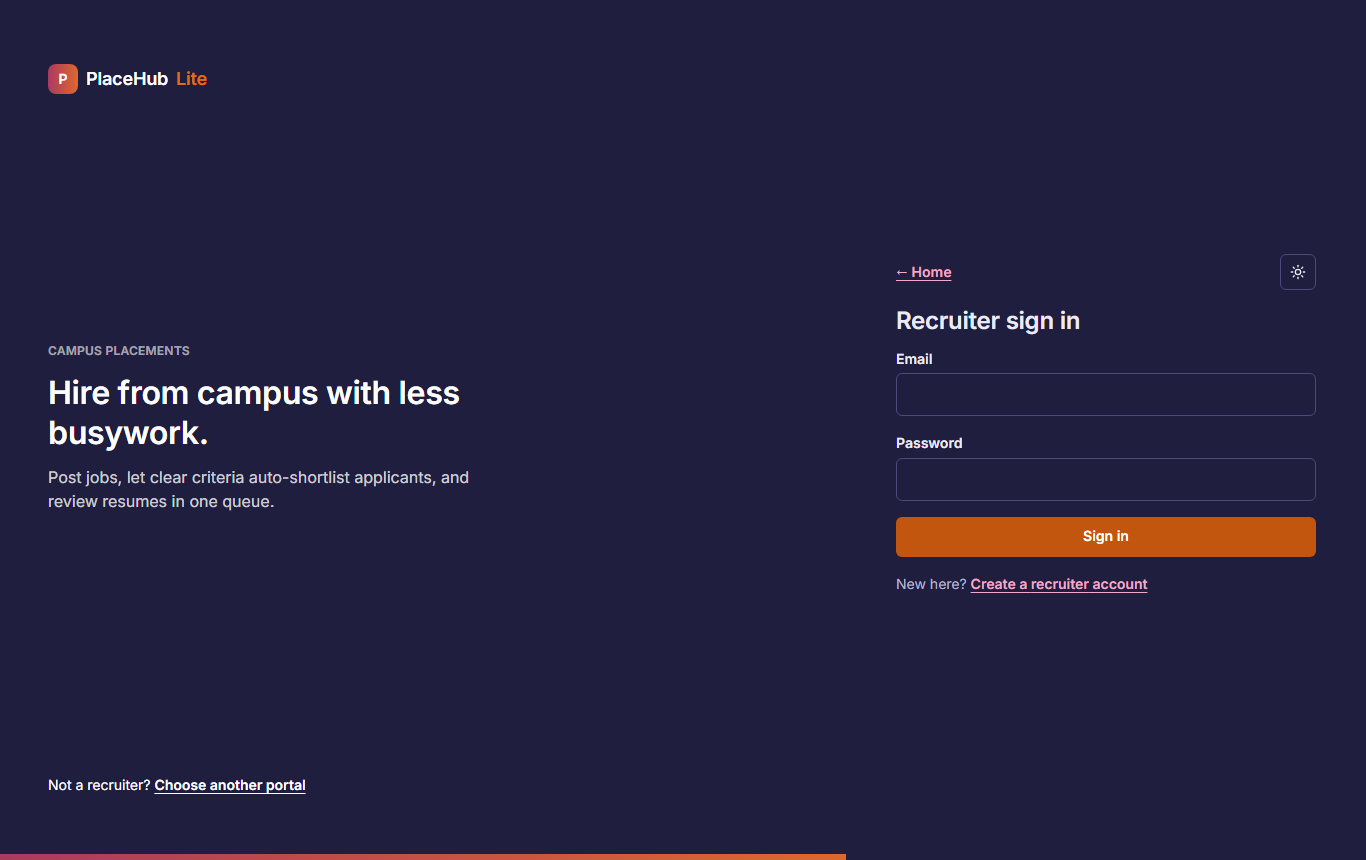 P PlaceHub Lite
CAMPUS PLACEMENTS
Hire from campus with less
busywork.
Post jobs, let clear criteria auto-shortlist applicants, and
review resumes in one queue.
Not a recruiter? Choose another portal
← Home
Recruiter sign in
Email
Password
Sign in
New here? Create a recruiter account